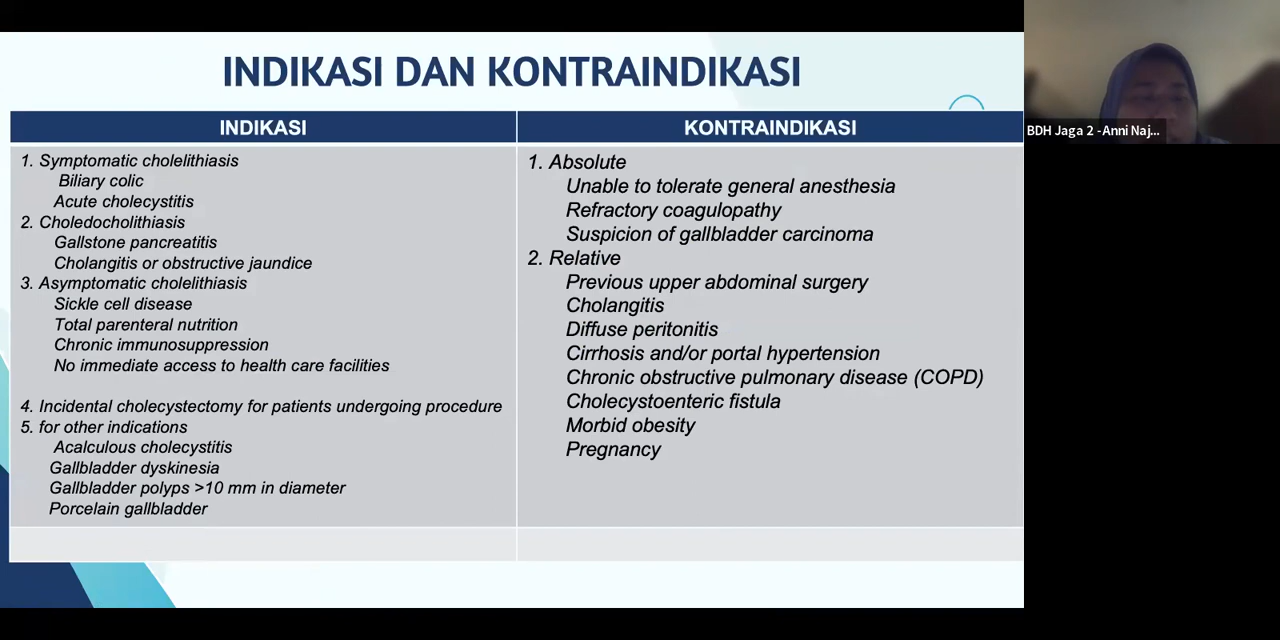 INDIKASI DAN KONTRAINDIKASI
INDIKASI
1. Symptomatic cholelithiasis
Biliary colic
Acute cholecystitis
2. Choledocholithiasis
Gallstone pancreatitis
Cholangitis or obstructive jaundice
3. Asymptomatic cholelithiasis
Sickle cell disease
Total parenteral nutrition
Chronic immunosuppression
No immediate access to health care facilities
4. Incidental cholecystectomy for patients undergoing procedure
5. for other indications
Acalculous cholecystitis
Gallbladder dyskinesia
Gallbladder polyps >10 mm in diameter
Porcelain gallbladder
KONTRAINDIKASI
1. Absolute
Unable to tolerate general anesthesia
Refractory coagulopathy
Suspicion of gallbladder carcinoma
2. Relative
Previous upper abdominal surgery
Cholangitis
Diffuse peritonitis
Cirrhosis and/or portal hypertension
Chronic obstructive pulmonary disease (COPD)
Cholecystoenteric fistula
Morbid obesity
Pregnancy
BDH Jaga 2 -Anni Naj...